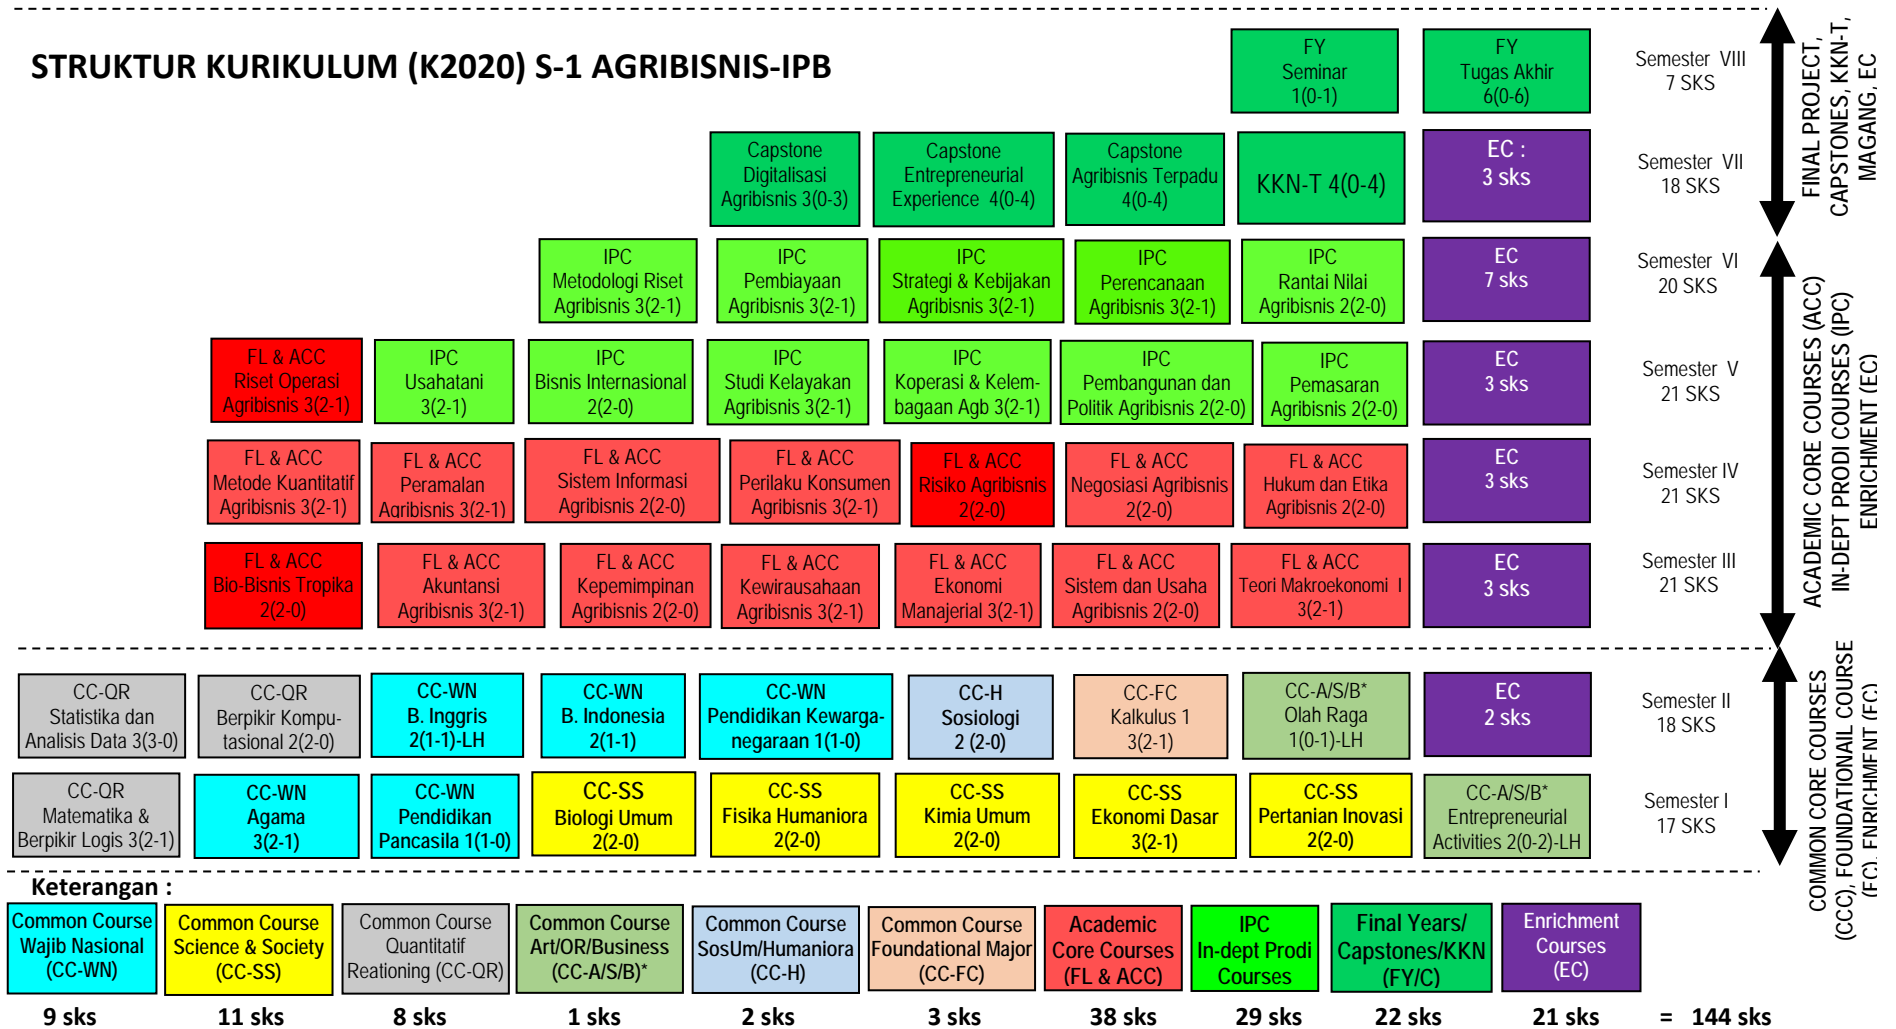 STRUKTUR KURIKULUM (K2020) S-1 AGRIBISNIS-IPB
FY
Seminar
1(0-1)
FY
Tugas Akhir
6(0-6)
Semester VIII
7 SKS
Capstone
Digitalisasi
Agribisnis 3(0-3)
Capstone
Entrepreneurial
Experience 4(0-4)
Capstone
Agribisnis Terpadu
4(0-4)
KKN-T 4(0-4)
EC :
3 sks
Semester VII
18 SKS
FINAL PROJECT,
CAPSTONES, KKN-T,
MAGANG, EC
IPC
Metodologi Riset
Agribisnis 3(2-1)
IPC
Pembiayaan
Agribisnis 3(2-1)
IPC
Strategi & Kebijakan
Agribisnis 3(2-1)
IPC
Perencanaan
Agribisnis 3(2-1)
IPC
Rantai Nilai
Agribisnis 2(2-0)
EC
7 sks
Semester VI
20 SKS
FL & ACC
Riset Operasi
Agribisnis 3(2-1)
IPC
Usahatani
3(2-1)
IPC
Bisnis Internasional
2(2-0)
IPC
Studi Kelayakan
Agribisnis 3(2-1)
IPC
Koperasi & Kelem-
bagaan Agb 3(2-1)
IPC
Pembangunan dan
Politik Agribisnis 2(2-0)
IPC
Pemasaran
Agribisnis 2(2-0)
EC
3 sks
Semester V
21 SKS
FL & ACC
Metode Kuantitatif
Agribisnis 3(2-1)
FL & ACC
Peramalan
Agribisnis 3(2-1)
FL & ACC
Sistem Informasi
Agribisnis 2(2-0)
FL & ACC
Perilaku Konsumen
Agribisnis 3(2-1)
FL & ACC
Risiko Agribisnis
2(2-0)
FL & ACC
Negosiasi Agribisnis
2(2-0)
FL & ACC
Hukum dan Etika
Agribisnis 2(2-0)
EC
3 sks
Semester IV
21 SKS
FL & ACC
Bio-Bisnis Tropika
2(2-0)
FL & ACC
Akuntansi
Agribisnis 3(2-1)
FL & ACC
Kepemimpinan
Agribisnis 2(2-0)
FL & ACC
Kewirausahaan
Agribisnis 3(2-1)
FL & ACC
Ekonomi
Manajerial 3(2-1)
FL & ACC
Sistem dan Usaha
Agribisnis 2(2-0)
FL & ACC
Teori Makroekonomi I
3(2-1)
EC
3 sks
Semester III
21 SKS
ACADEMIC CORE COURSES (ACC)
IN-DEPT PRODI COURSES (IPC)
ENRICHMENT (EC)
CC-QR
Statistika dan
Analisis Data 3(3-0)
CC-QR
Berpikir Kompu-
tasional 2(2-0)
CC-WN
B. Inggris
2(1-1)-LH
CC-WN
B. Indonesia
2(1-1)
CC-WN
Pendidikan Kewarga-
negaraan 1(1-0)
CC-H
Sosiologi
2 (2-0)
CC-FC
Kalkulus 1
3(2-1)
CC-A/S/B*
Olah Raga
1(0-1)-LH
EC
2 sks
Semester II
18 SKS
CC-QR
Matematika &
Berpikir Logis 3(2-1)
CC-WN
Agama
3(2-1)
CC-WN
Pendidikan
Pancasila 1(1-0)
CC-SS
Biologi Umum
2(2-0)
CC-SS
Fisika Humaniora
2(2-0)
CC-SS
Kimia Umum
2(2-0)
CC-SS
Ekonomi Dasar
3(2-1)
CC-SS
Pertanian Inovasi
2(2-0)
CC-A/S/B*
Entrepreneurial
Activities 2(0-2)-LH
Semester I
17 SKS
COMMON CORE COURSES
(CCC), FOUNDATIONAL COURSE
(FC), ENRICHMENT (EC)
Keterangan :
Common Course
Wajib Nasional
(CC-WN)
Common Course
Science & Society
(CC-SS)
Common Course
Quantitatif
Reationing (CC-QR)
Common Course
Art/OR/Business
(CC-A/S/B)*
Common Course
SosUm/Humaniora
(CC-H)
Common Course
Foundational Major
(CC-FC)
Academic
Core Courses
(FL & ACC)
IPC
In-dept Prodi
Courses
Final Years/
Capstones/KKN
(FY/C)
Enrichment
Courses
(EC)
9 sks 11 sks 8 sks 1 sks 2 sks 3 sks 38 sks 29 sks 22 sks 21 sks = 144 sks